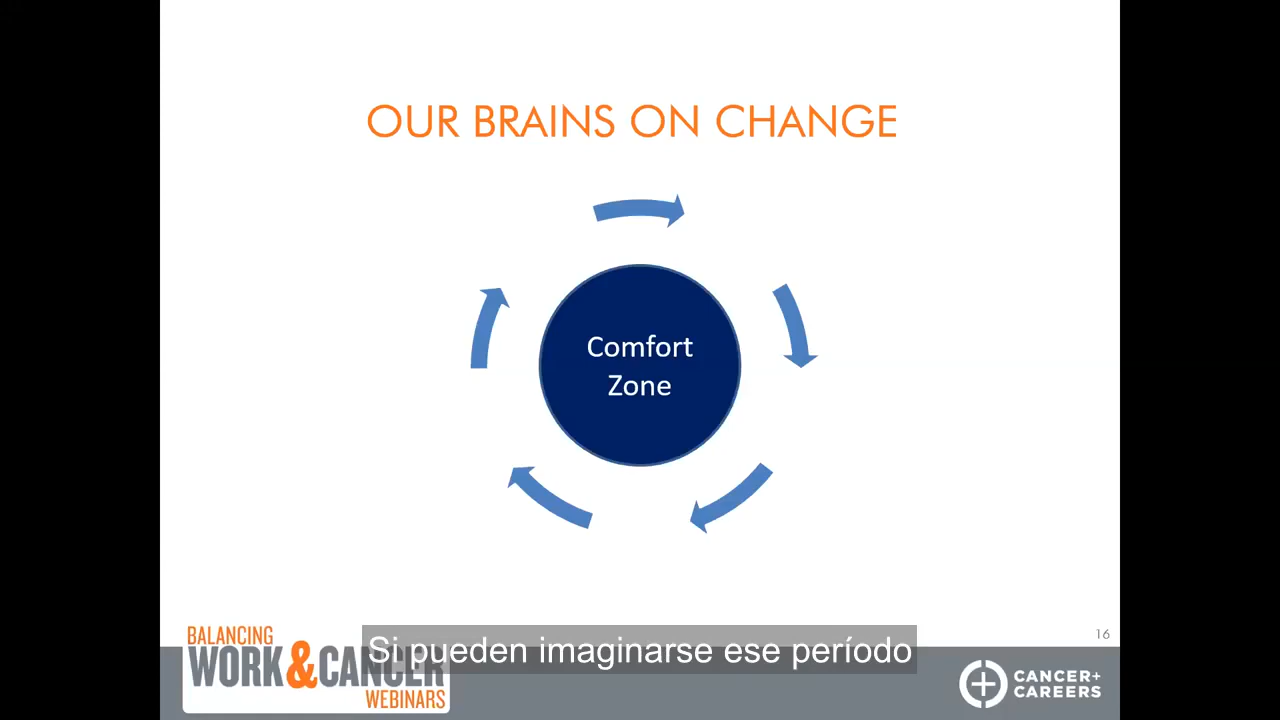 OUR BRAINS ON CHANGE
Comfort
Zone
16
BALANCING
WORK&CANCER
WEBINARS
Si pueden imaginarse ese período
CANCER+
CAREERS